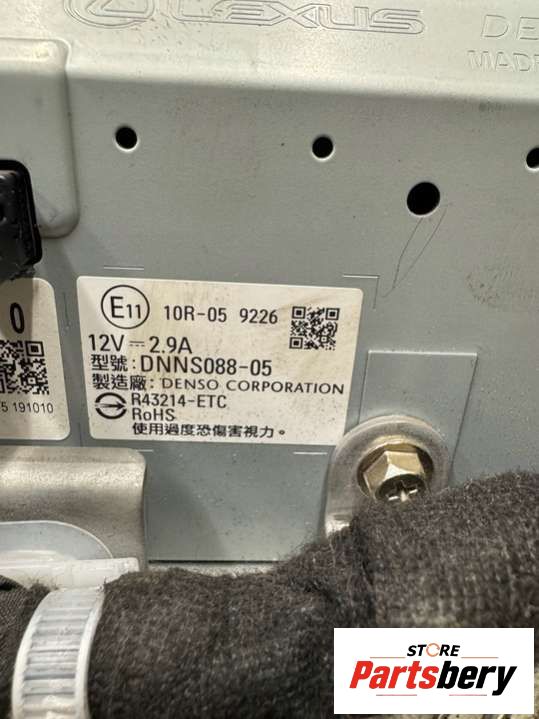 LEXUS
DE
MADE
E11 10R-05 9226
12V⎓2.9A
型號:DNNS088-05
製造廠:DENSO CORPORATION
R43214-ETC
RoHS
使用過度恐傷害視力。
0
5 191010
STORE
Partsbery